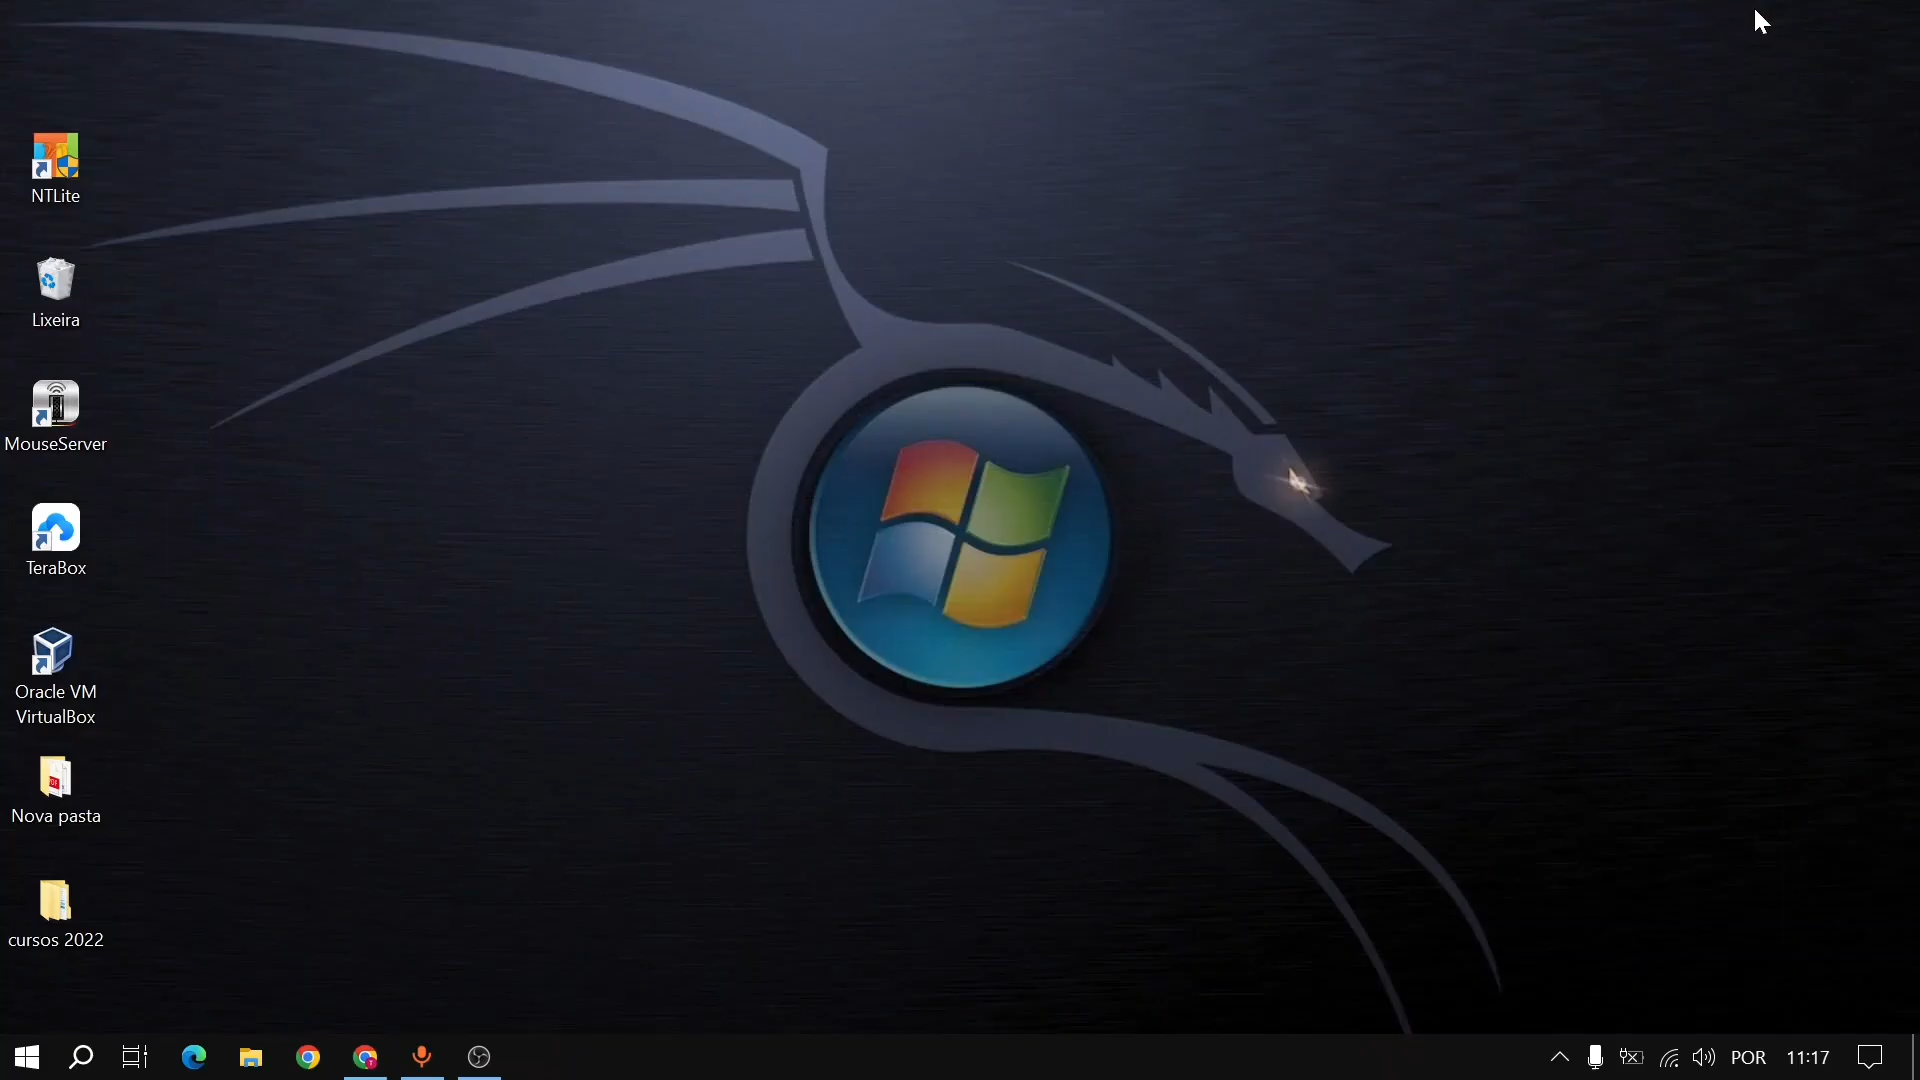 NTLite
Lixeira
MouseServer
TeraBox
Oracle VM
VirtualBox
Nova pasta
cursos 2022
POR
11:17